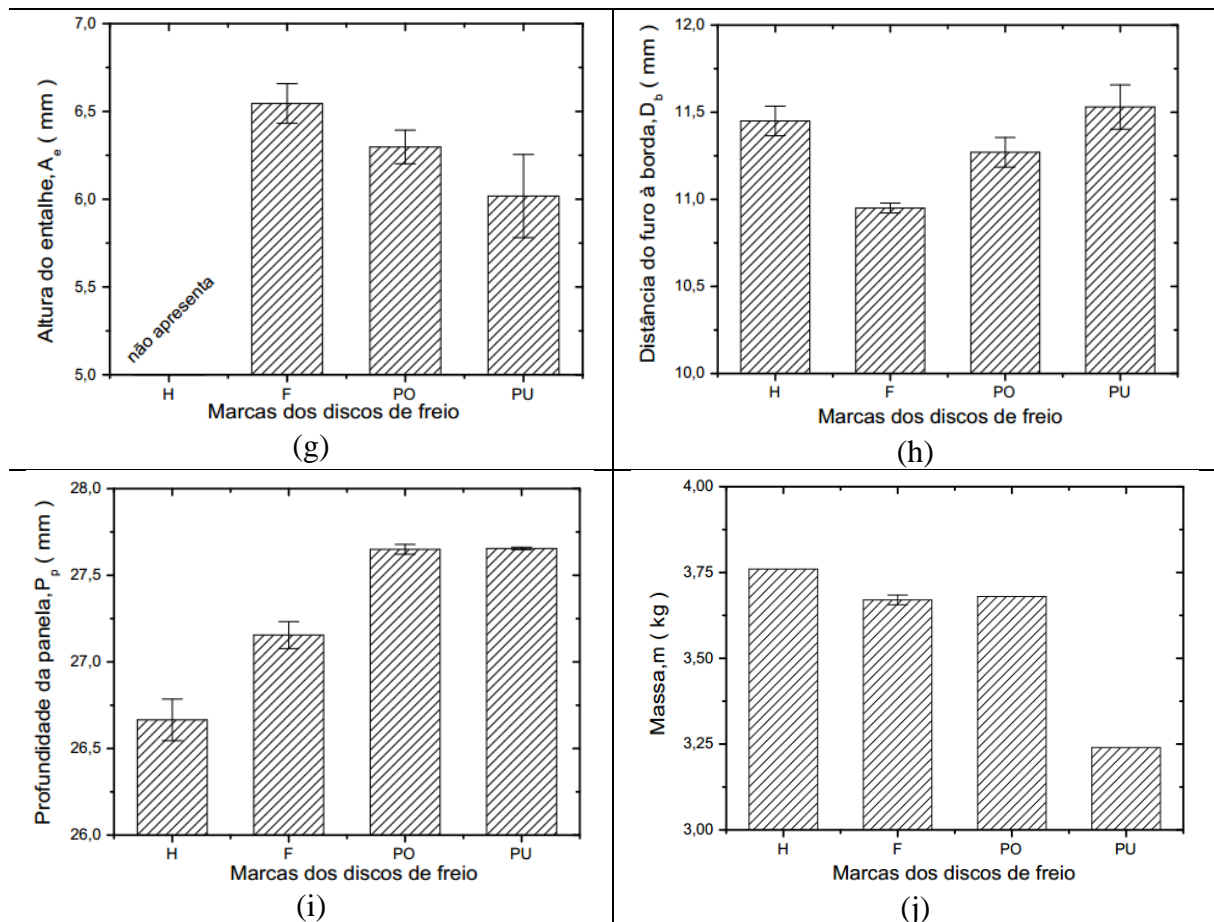 7,0
6,5
6,0
5,5
5,0
Altura do entalhe, A_e ( mm )
não apresenta
H F PO PU
Marcas dos discos de freio
(g)
12,0
11,5
11,0
10,5
10,0
Distância do furo à borda, D_b ( mm )
H F PO PU
Marcas dos discos de freio
(h)
28,0
27,5
27,0
26,5
26,0
Profundidade da panela, P_p ( mm )
H F PO PU
Marcas dos discos de freio
(i)
4,00
3,75
3,50
3,25
3,00
Massa, m ( kg )
H F PO PU
Marcas dos discos de freio
(j)